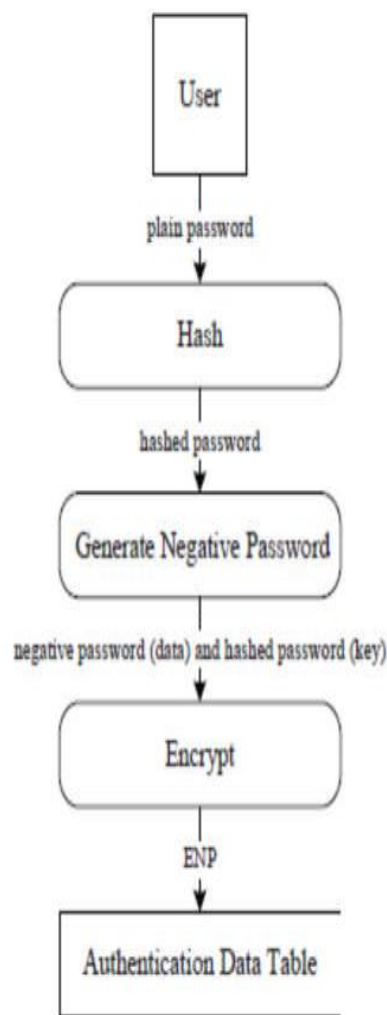 User
plain password
Hash
hashed password
Generate Negative Password
negative password (data) and hashed password (key)
Encrypt
ENP
Authentication Data Table